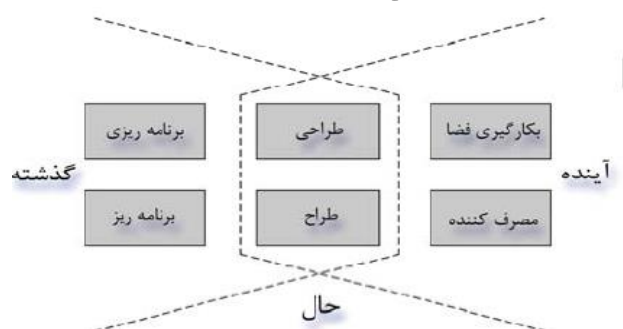 بکارگیری فضا
طراحی
برنامه ریزی
آینده
گذشته
مصرف کننده
طراح
برنامه ریز
حال